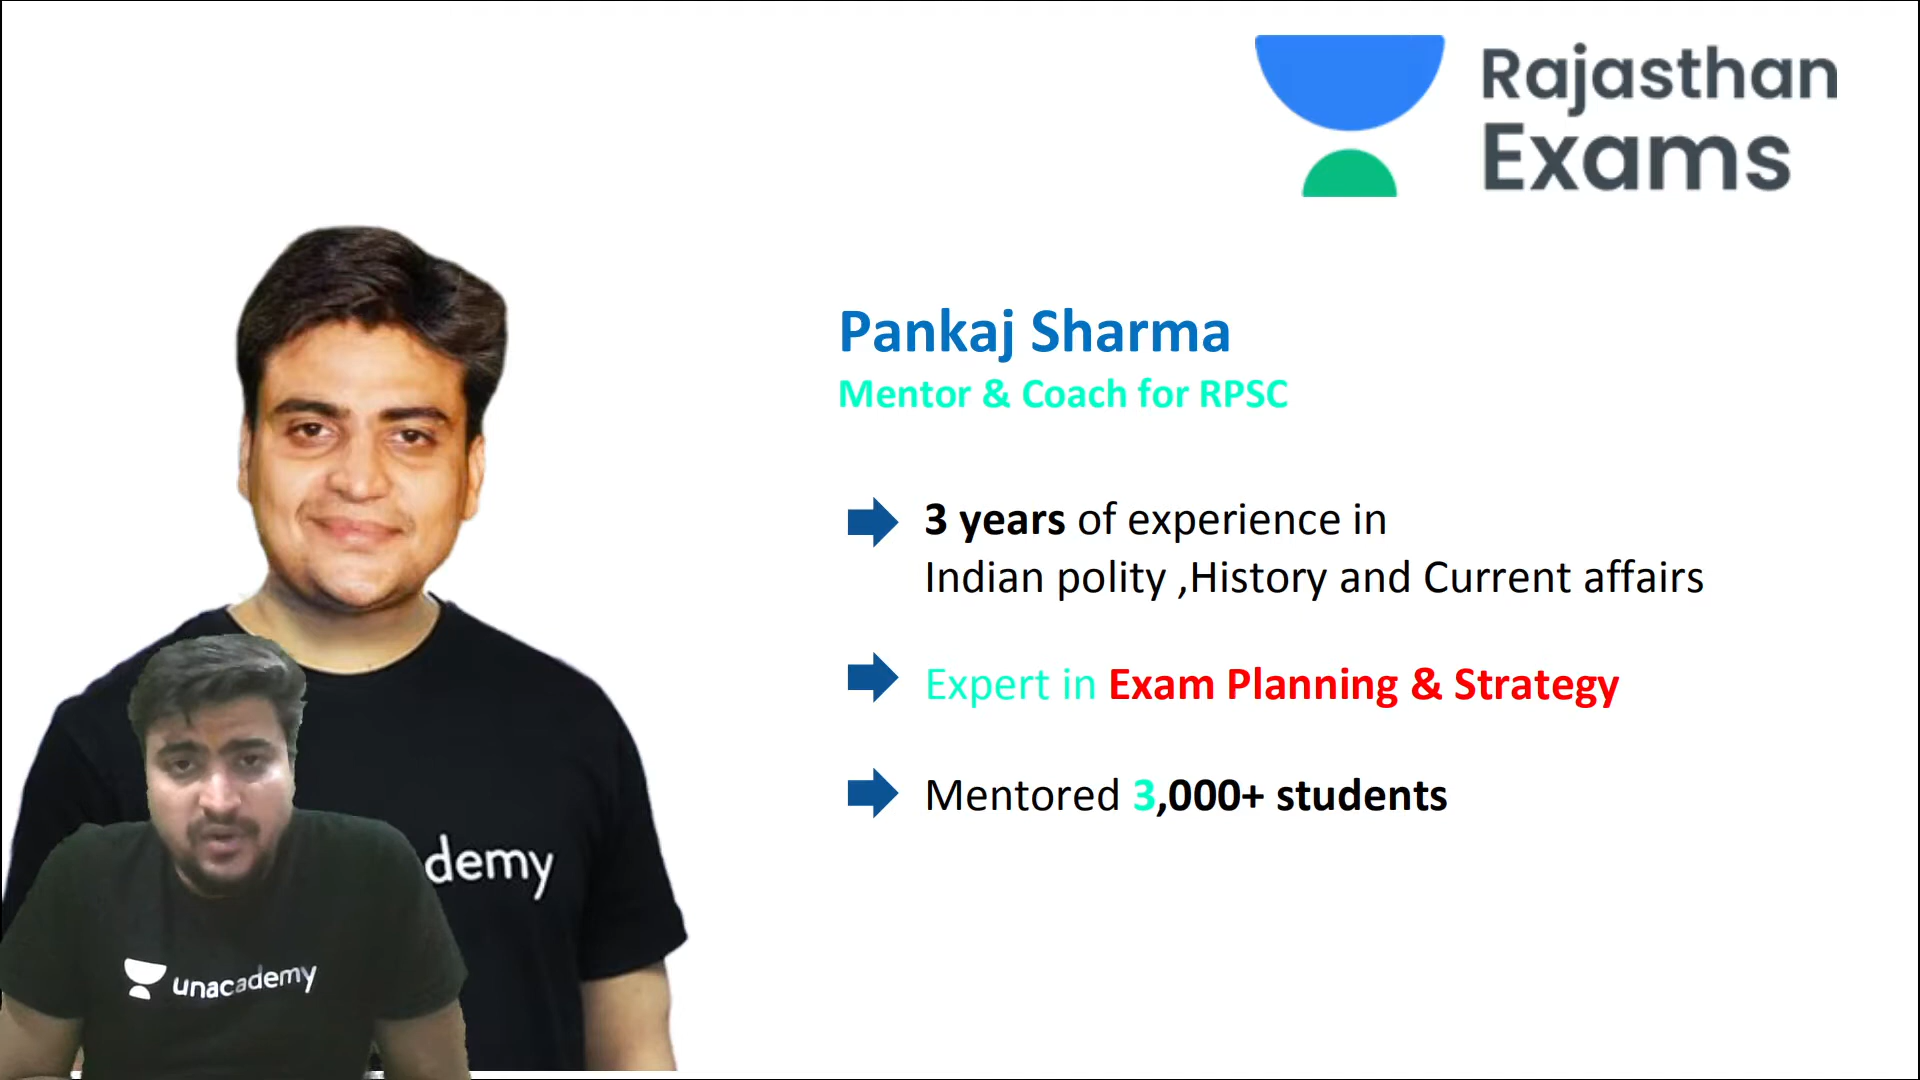 Rajasthan
Exams
Pankaj Sharma
Mentor & Coach for RPSC
3 years of experience in
Indian polity ,History and Current affairs
Expert in Exam Planning & Strategy
Mentored 3,000+ students
demy
unacademy